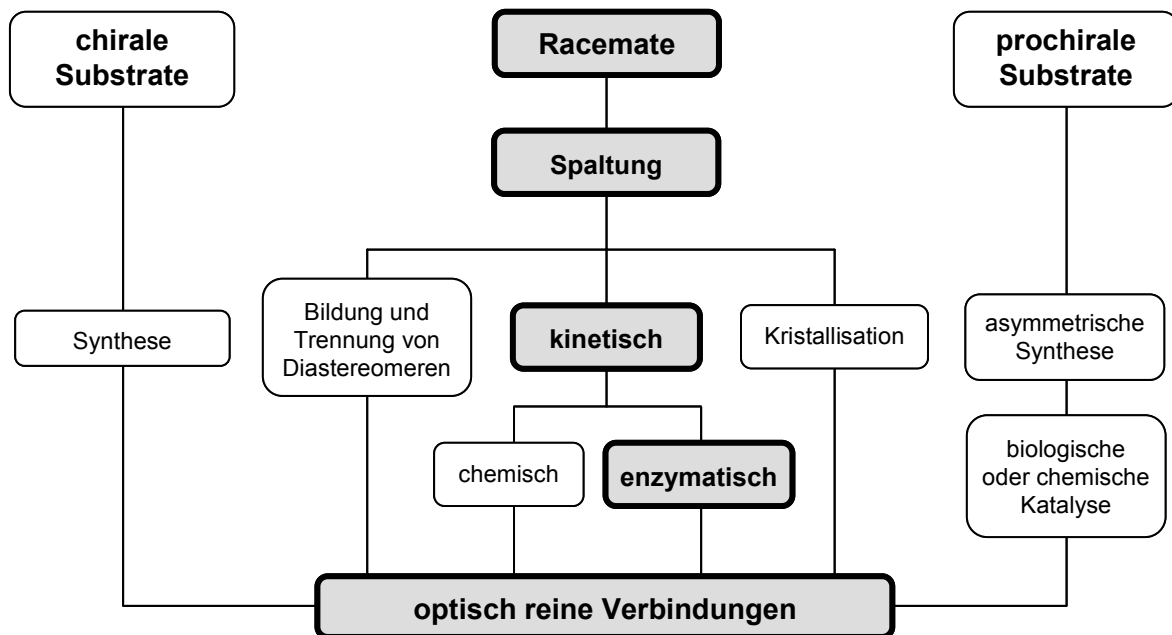 chirale
Substrate
Racemate
prochirale
Substrate
Spaltung
Synthese
Bildung und
Trennung von
Diastereomeren
kinetisch
Kristallisation
asymmetrische
Synthese
chemisch
enzymatisch
biologische
oder chemische
Katalyse
optisch reine Verbindungen